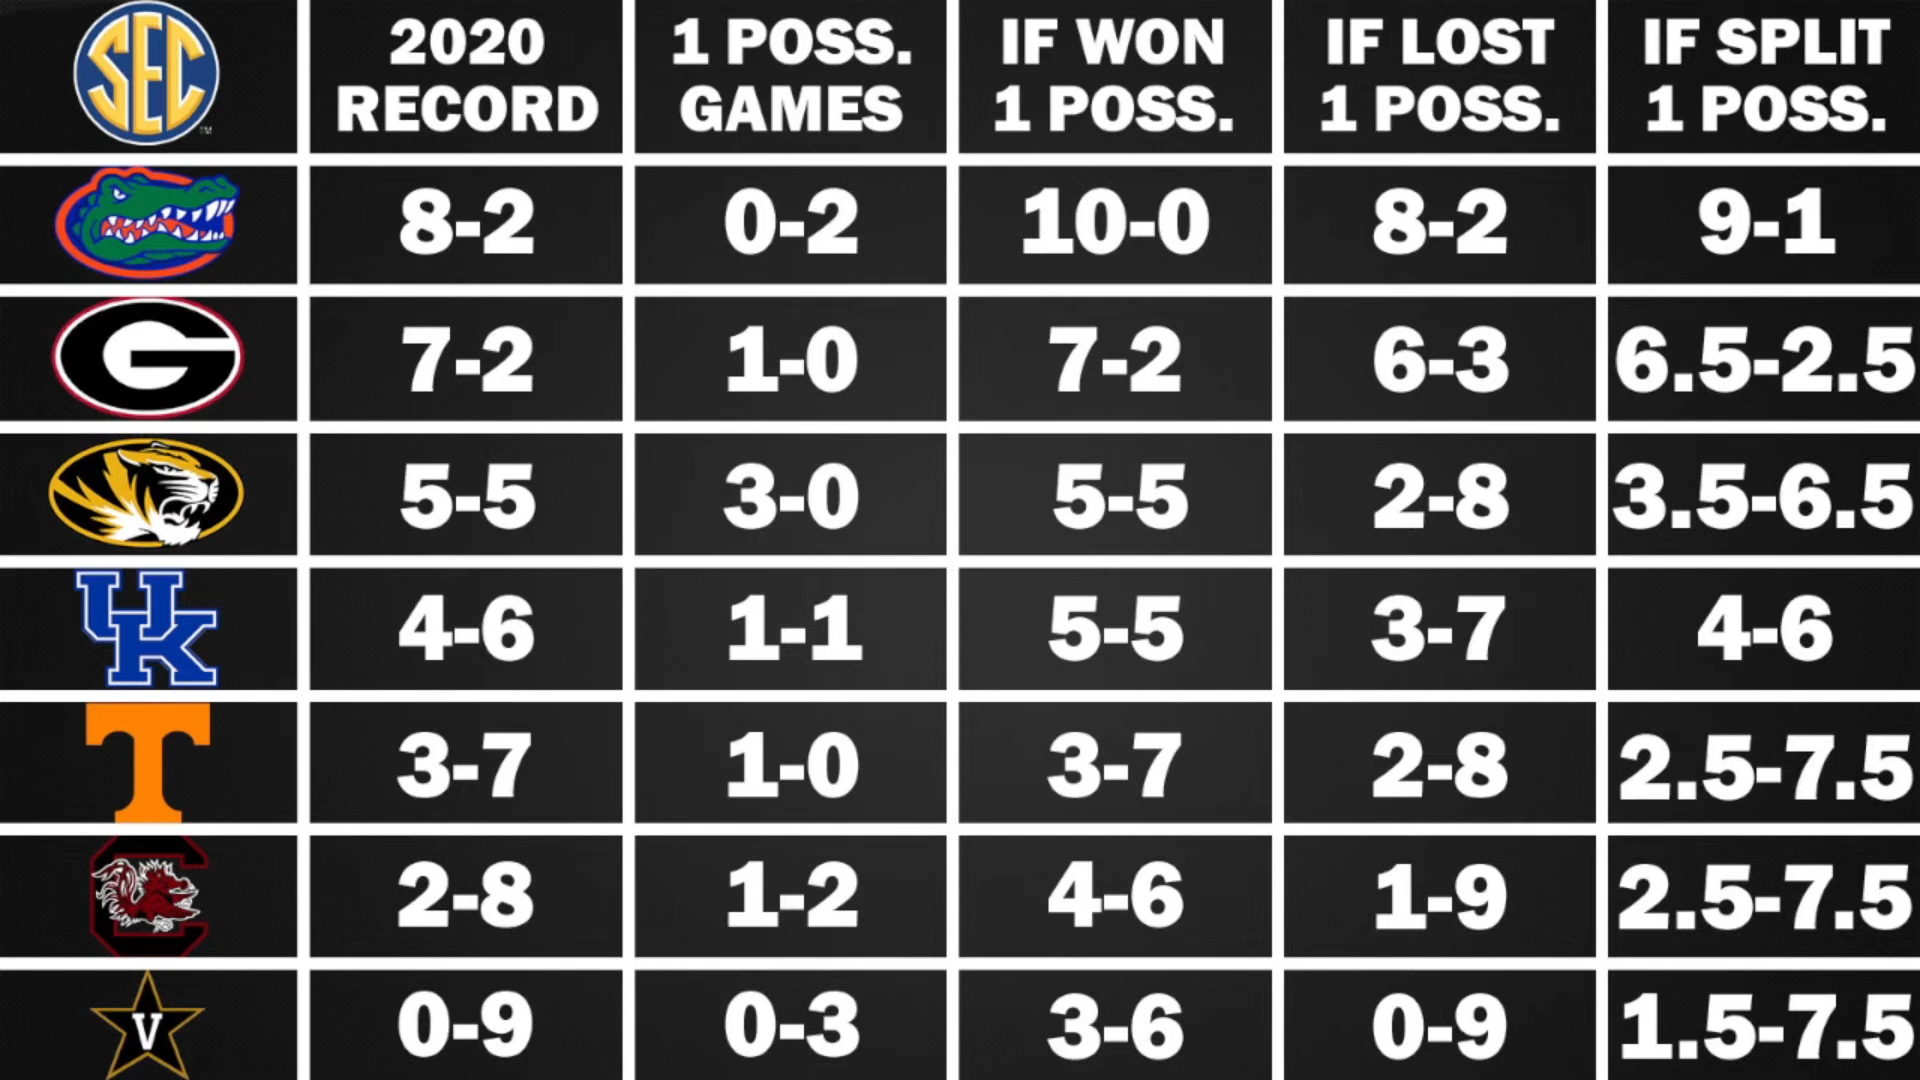 SEC
TM
2020 RECORD
1 POSS. GAMES
IF WON 1 POSS.
IF LOST 1 POSS.
IF SPLIT 1 POSS.
8-2 0-2 10-0 8-2 9-1
G 7-2 1-0 7-2 6-3 6.5-2.5
5-5 3-0 5-5 2-8 3.5-6.5
UK 4-6 1-1 5-5 3-7 4-6
T 3-7 1-0 3-7 2-8 2.5-7.5
C 2-8 1-2 4-6 1-9 2.5-7.5
V 0-9 0-3 3-6 0-9 1.5-7.5